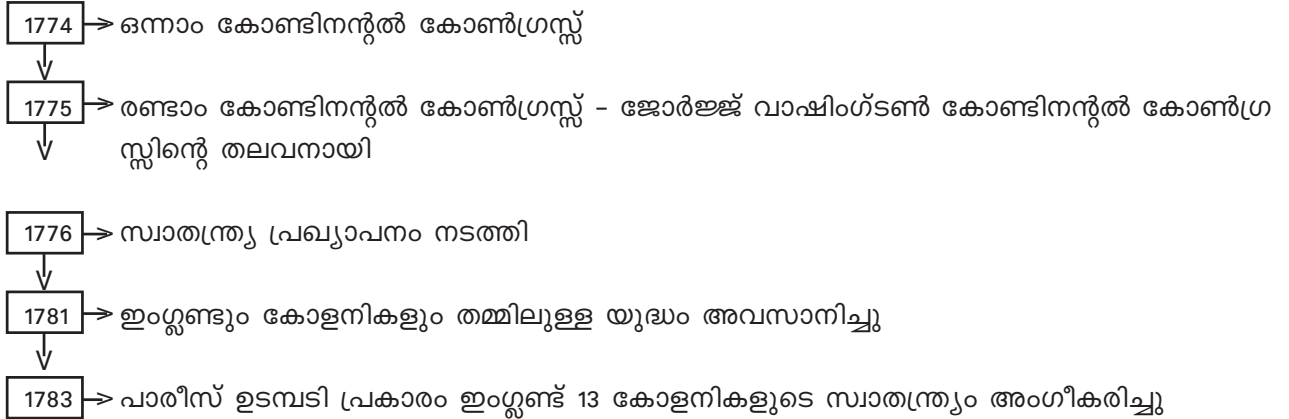 1774 ഒന്നാം കോണ്ടിനന്റൽ കോൺഗ്രസ്സ്
1775 രണ്ടാം കോണ്ടിനന്റൽ കോൺഗ്രസ്സ് – ജോർജ്ജ് വാഷിംഗ്ടൺ കോണ്ടിനന്റൽ കോൺഗ്ര
സ്സിന്റെ തലവനായി
1776 സ്വാതന്ത്ര്യ പ്രഖ്യാപനം നടത്തി
1781 ഇംഗ്ലണ്ടും കോളനികളും തമ്മിലുള്ള യുദ്ധം അവസാനിച്ചു
1783 പാരീസ് ഉടമ്പടി പ്രകാരം ഇംഗ്ലണ്ട് 13 കോളനികളുടെ സ്വാതന്ത്ര്യം അംഗീകരിച്ചു